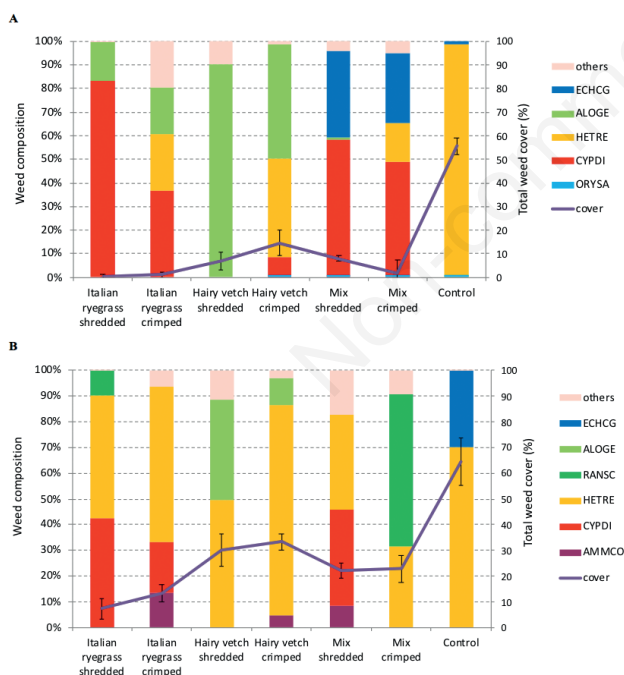 A
100% 100
90% 90
80% 80
70% 70
60% 60
50% 50
40% 40
30% 30
20% 20
10% 10
0% 0
Weed composition
Total weed cover (%)
others
ECHCG
ALOGE
HETRE
CYPDI
ORYSA
cover
Italian ryegrass shredded
Italian ryegrass crimped
Hairy vetch shredded
Hairy vetch crimped
Mix shredded
Mix crimped
Control
Non-comme
B
100% 100
90% 90
80% 80
70% 70
60% 60
50% 50
40% 40
30% 30
20% 20
10% 10
0% 0
Weed composition
Total weed cover (%)
others
ECHCG
ALOGE
RANSC
HETRE
CYPDI
AMMCO
cover
Italian ryegrass shredded
Italian ryegrass crimped
Hairy vetch shredded
Hairy vetch crimped
Mix shredded
Mix crimped
Control